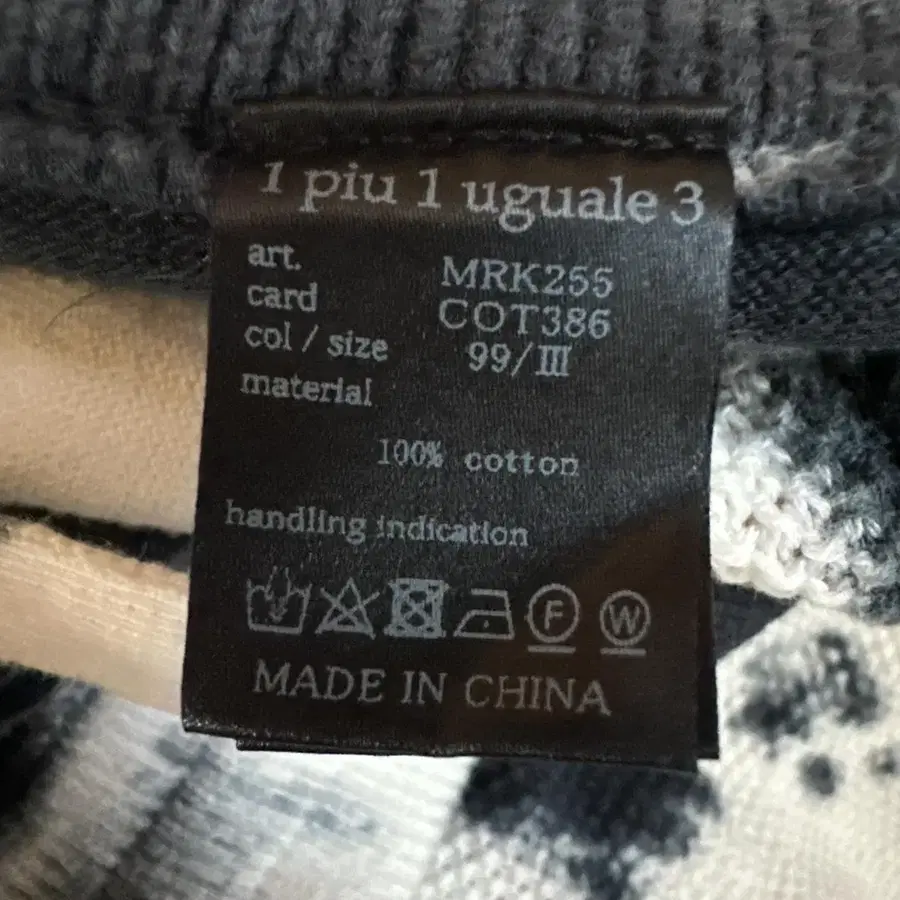 1 piu 1 uguale 3
art. MRK255
card COT386
col / size 99/III
material
100% cotton
handling indication
F W
MADE IN CHINA